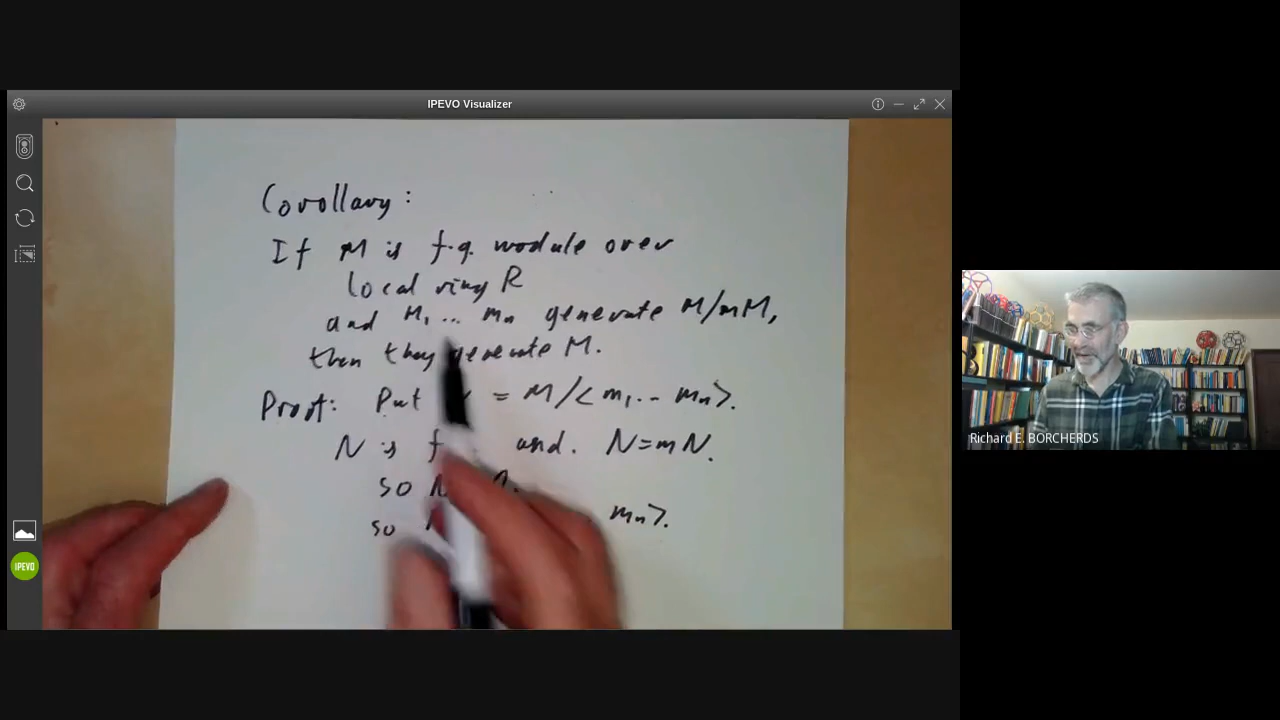 IPEVO Visualizer
Corollary:
If M is f.g. module over
local ring R
and M₁ ... mₙ generate M/mM,
then they generate M.
Proof: Put = M/<m₁ .. mₙ>.
N is and. N=mN.
so
so mₙ>.
IPEVO
Richard E. BORCHERDS